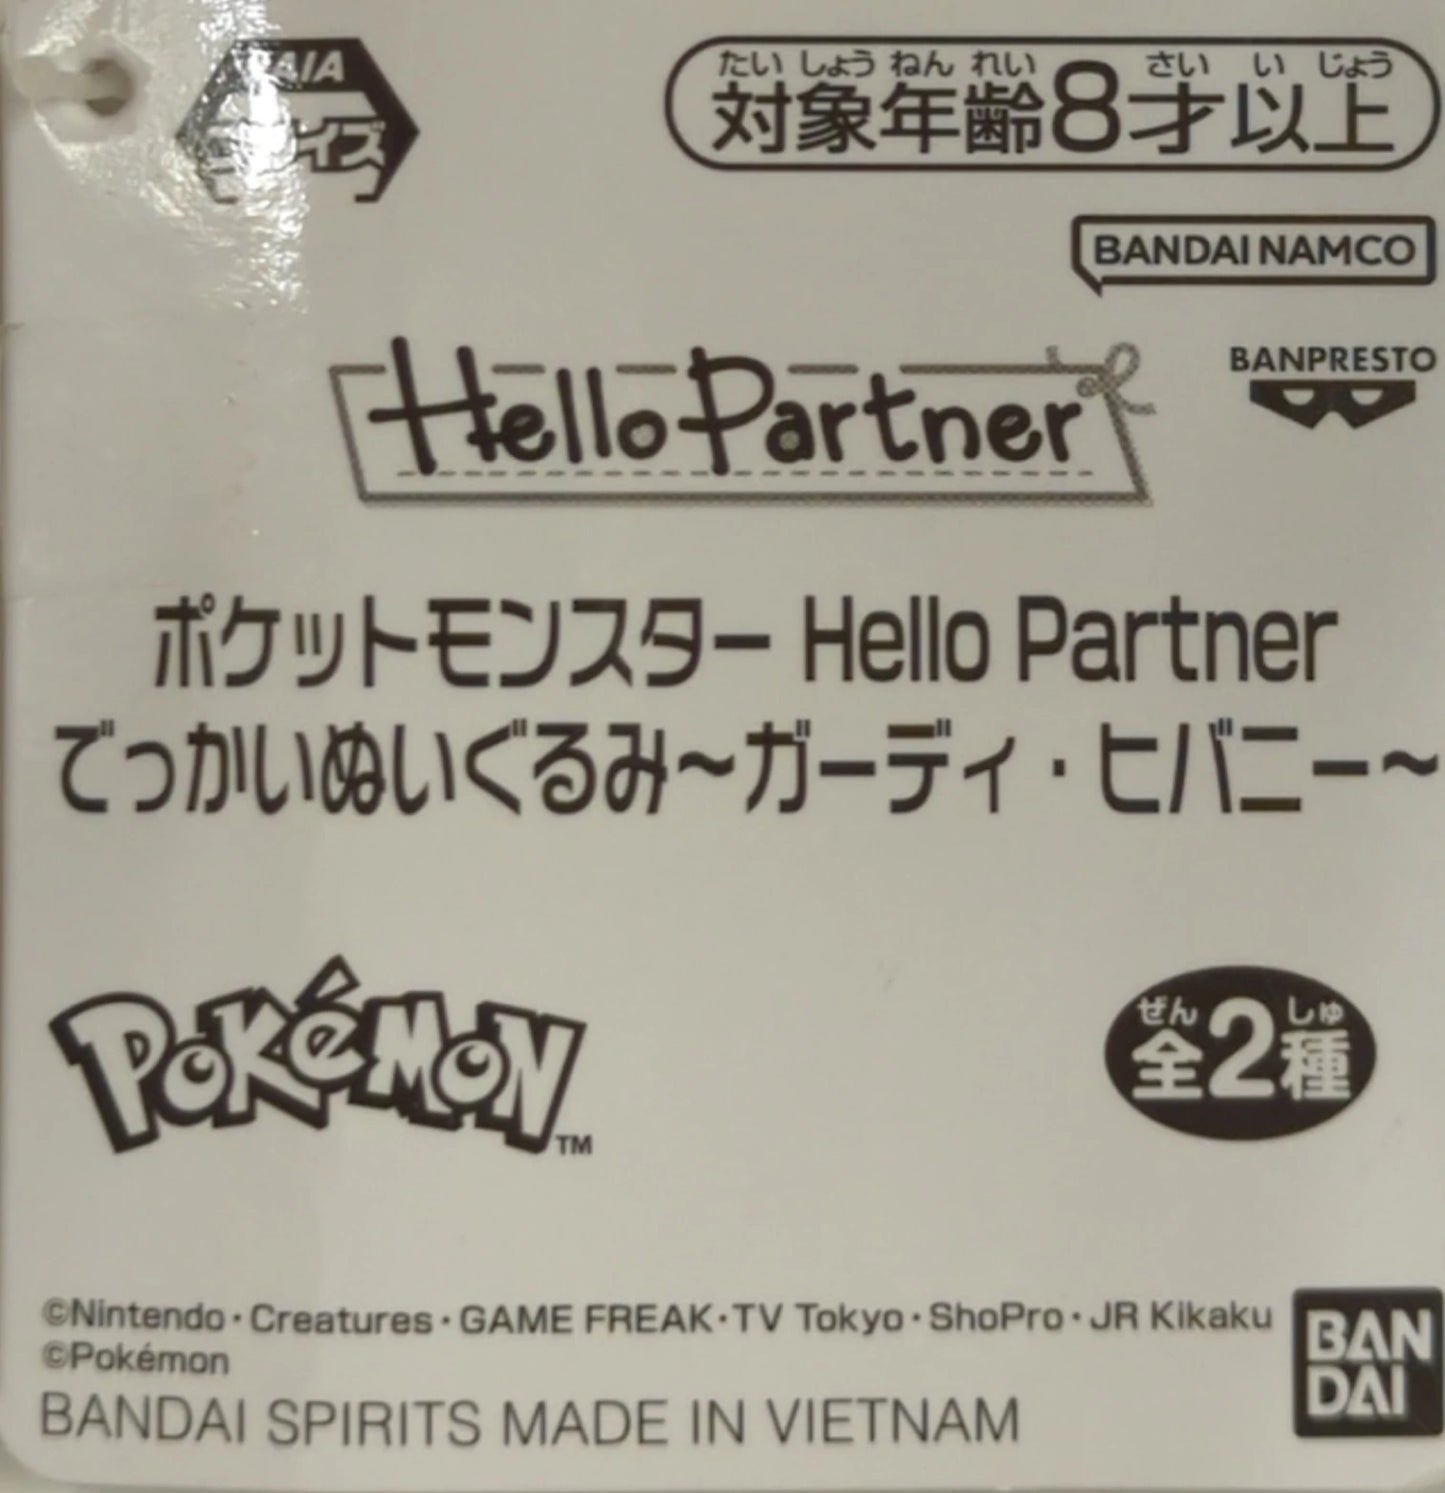 たいしょうねんれい さい いじょう
対象年齢8才以上
BANDAI NAMCO
BANPRESTO
Hello Partner
ポケットモンスター Hello Partner
でっかいぬいぐるみ～ガーディ・ヒバニー～
Pokémon TM
ぜん しゅ
全2種
©Nintendo・Creatures・GAME FREAK・TV Tokyo・ShoPro・JR Kikaku
©Pokémon
BANDAI SPIRITS MADE IN VIETNAM
BAN
DAI